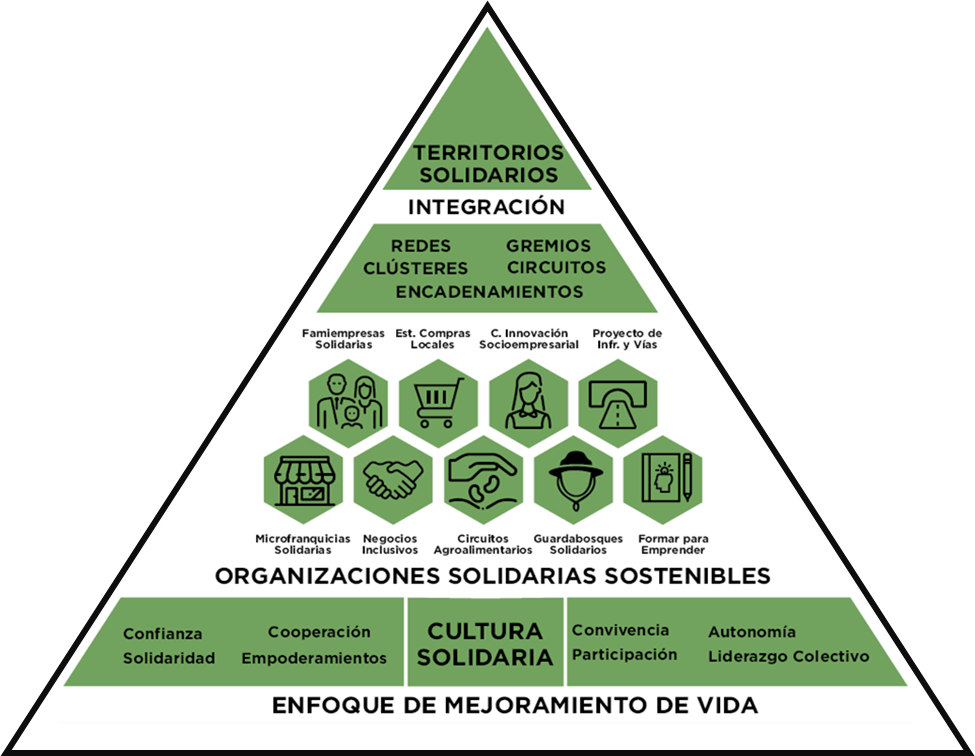 TERRITORIOS
SOLIDARIOS
INTEGRACIÓN
REDES GREMIOS
CLÚSTERES CIRCUITOS
ENCADENAMIENTOS
Famiempresas Est. Compras C. Innovación Proyecto de
Solidarias Locales Socioempresarial Infr. y Vías
Microfranquicias Negocios Circuitos Guardabosques Formar para
Solidarias Inclusivos Agroalimentarios Solidarios Emprender
ORGANIZACIONES SOLIDARIAS SOSTENIBLES
Confianza Cooperación CULTURA Convivencia Autonomía
Solidaridad Empoderamientos SOLIDARIA Participación Liderazgo Colectivo
ENFOQUE DE MEJORAMIENTO DE VIDA